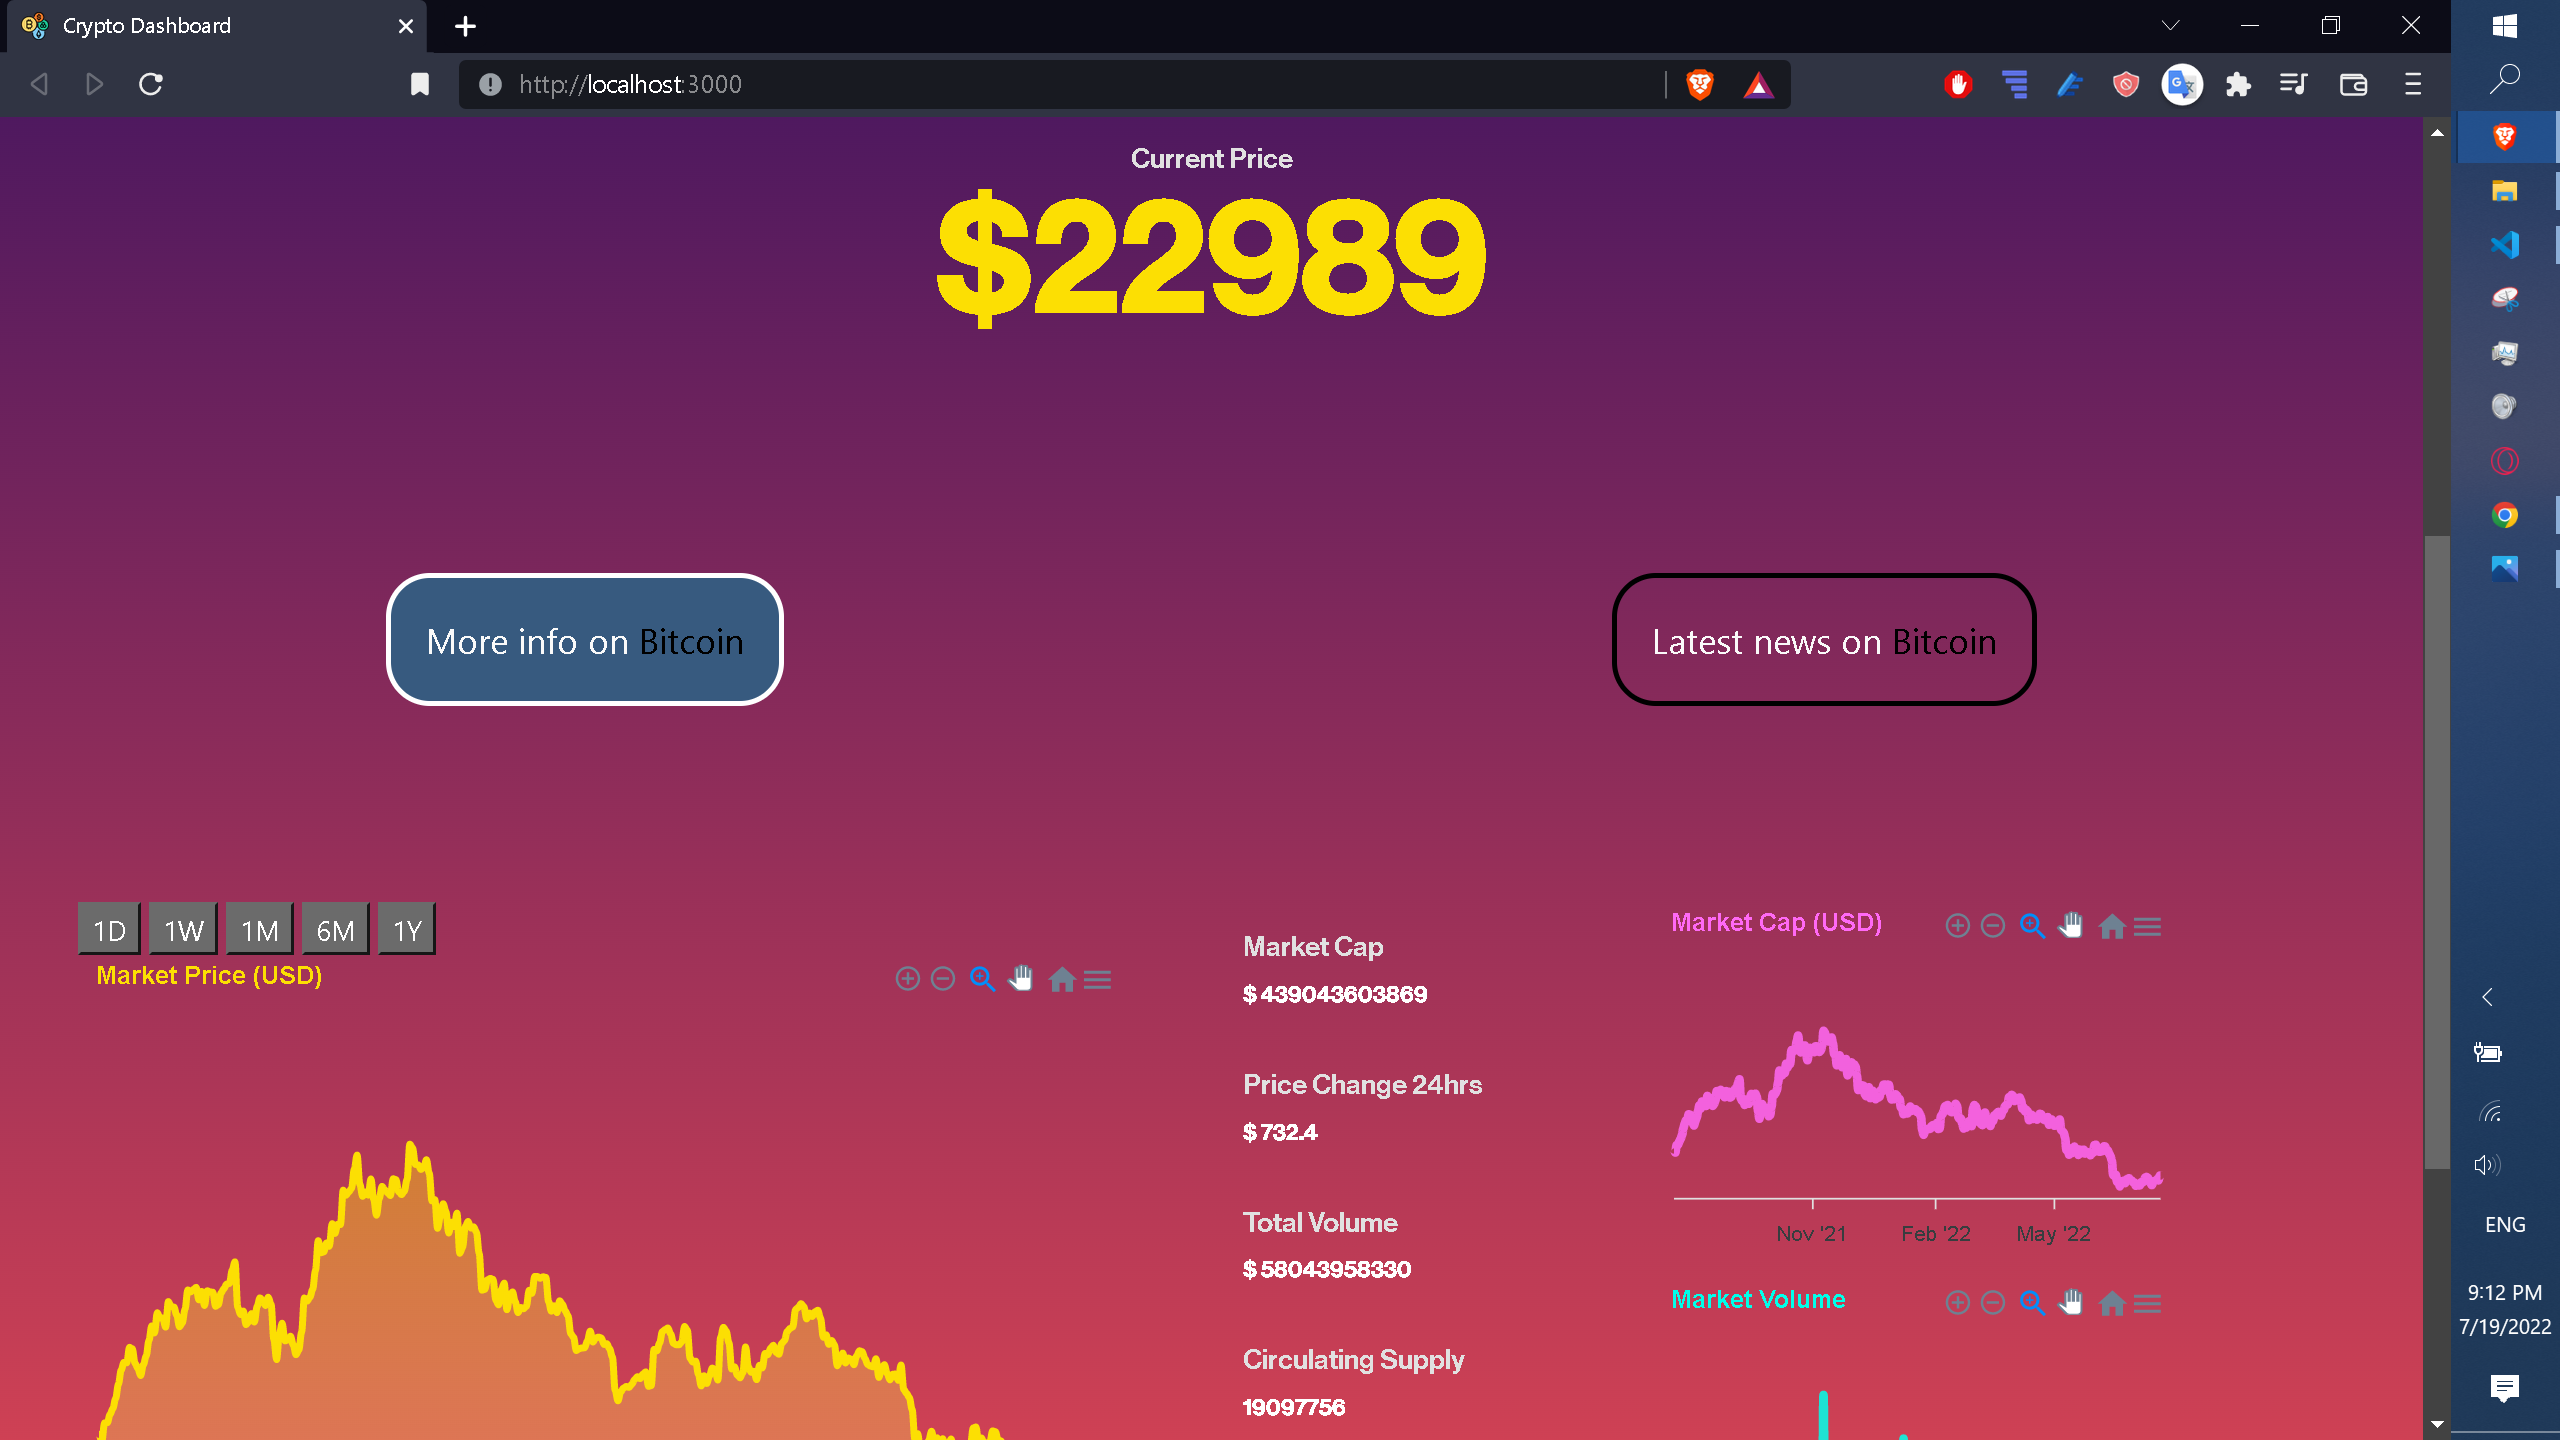 Crypto Dashboard
http://localhost:3000
Current Price
$22989
More info on Bitcoin
Latest news on Bitcoin
1D 1W 1M 6M 1Y
Market Price (USD)
Market Cap
$ 439043603869
Price Change 24hrs
$ 732.4
Total Volume
$ 58043958330
Circulating Supply
19097756
Market Cap (USD)
Nov '21 Feb '22 May '22
Market Volume
ENG
9:12 PM
7/19/2022